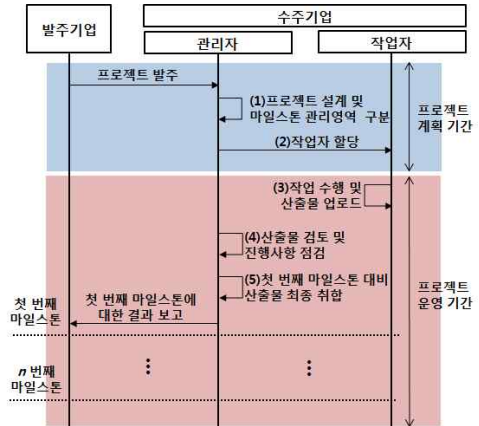 발주기업
수주기업
관리자
작업자
프로젝트 발주
(1)프로젝트 설계 및
마일스톤 관리영역 구분
(2)작업자 할당
프로젝트
계획 기간
(3)작업 수행 및
산출물 업로드
(4)산출물 검토 및
진행사항 점검
(5)첫 번째 마일스톤 대비
산출물 최종 취합
프로젝트
운영 기간
첫 번째
마일스톤
첫 번째 마일스톤에
대한 결과 보고
n 번째
마일스톤